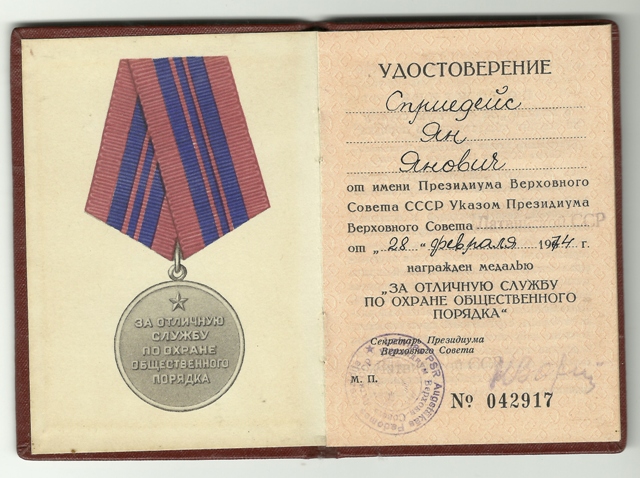 ЗА ОТЛИЧНУЮ
СЛУЖБУ
ПО ОХРАНЕ
ОБЩЕСТВЕННОГО
ПОРЯДКА
УДОСТОВЕРЕНИЕ
Сприедейс
Ян
Янович
от имени Президиума Верховного
Совета СССР Указом Президиума
Верховного Совета
от „ 28 “ февраля 1974 г.
награжден медалью
„ЗА ОТЛИЧНУЮ СЛУЖБУ
ПО ОХРАНЕ ОБЩЕСТВЕННОГО
ПОРЯДКА“
Секретарь Президиума
Верховного Совета
М. П.
№ 042917